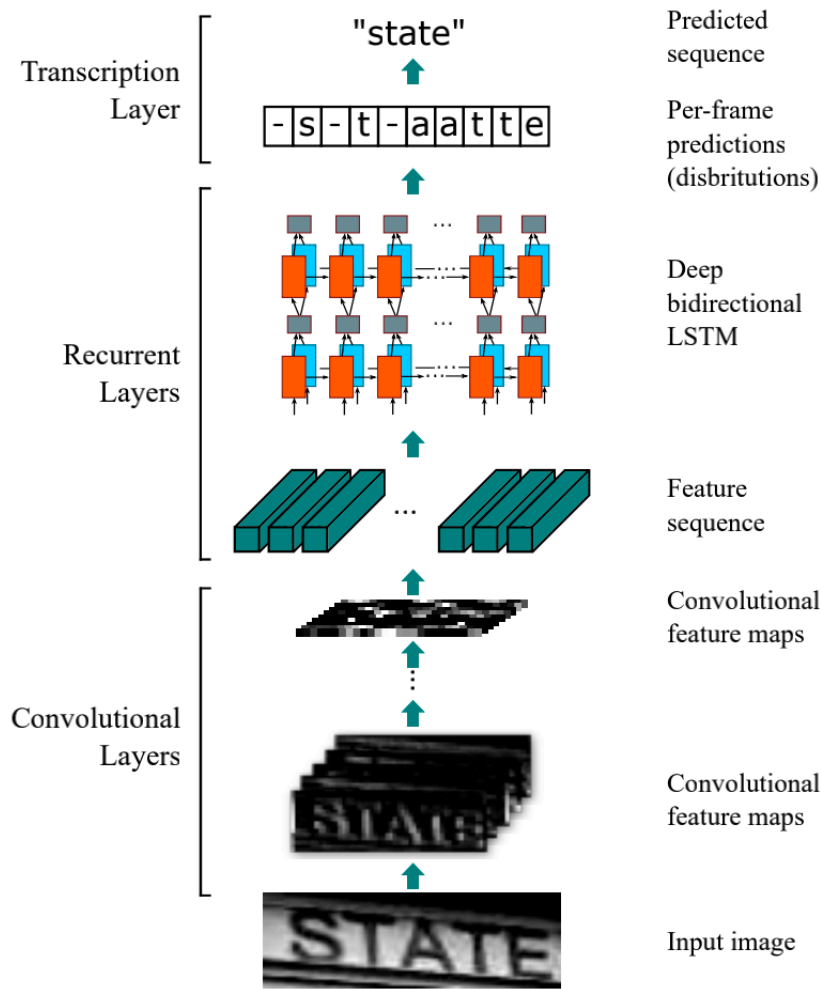 "state"
Predicted
sequence
Transcription
Layer
- s - t - a a t t e
Per-frame
predictions
(disbritutions)
Recurrent
Layers
...
Deep
bidirectional
LSTM
...
...
...
...
Feature
sequence
Convolutional
Layers
Convolutional
feature maps
STATE
Convolutional
feature maps
STATE
Input image